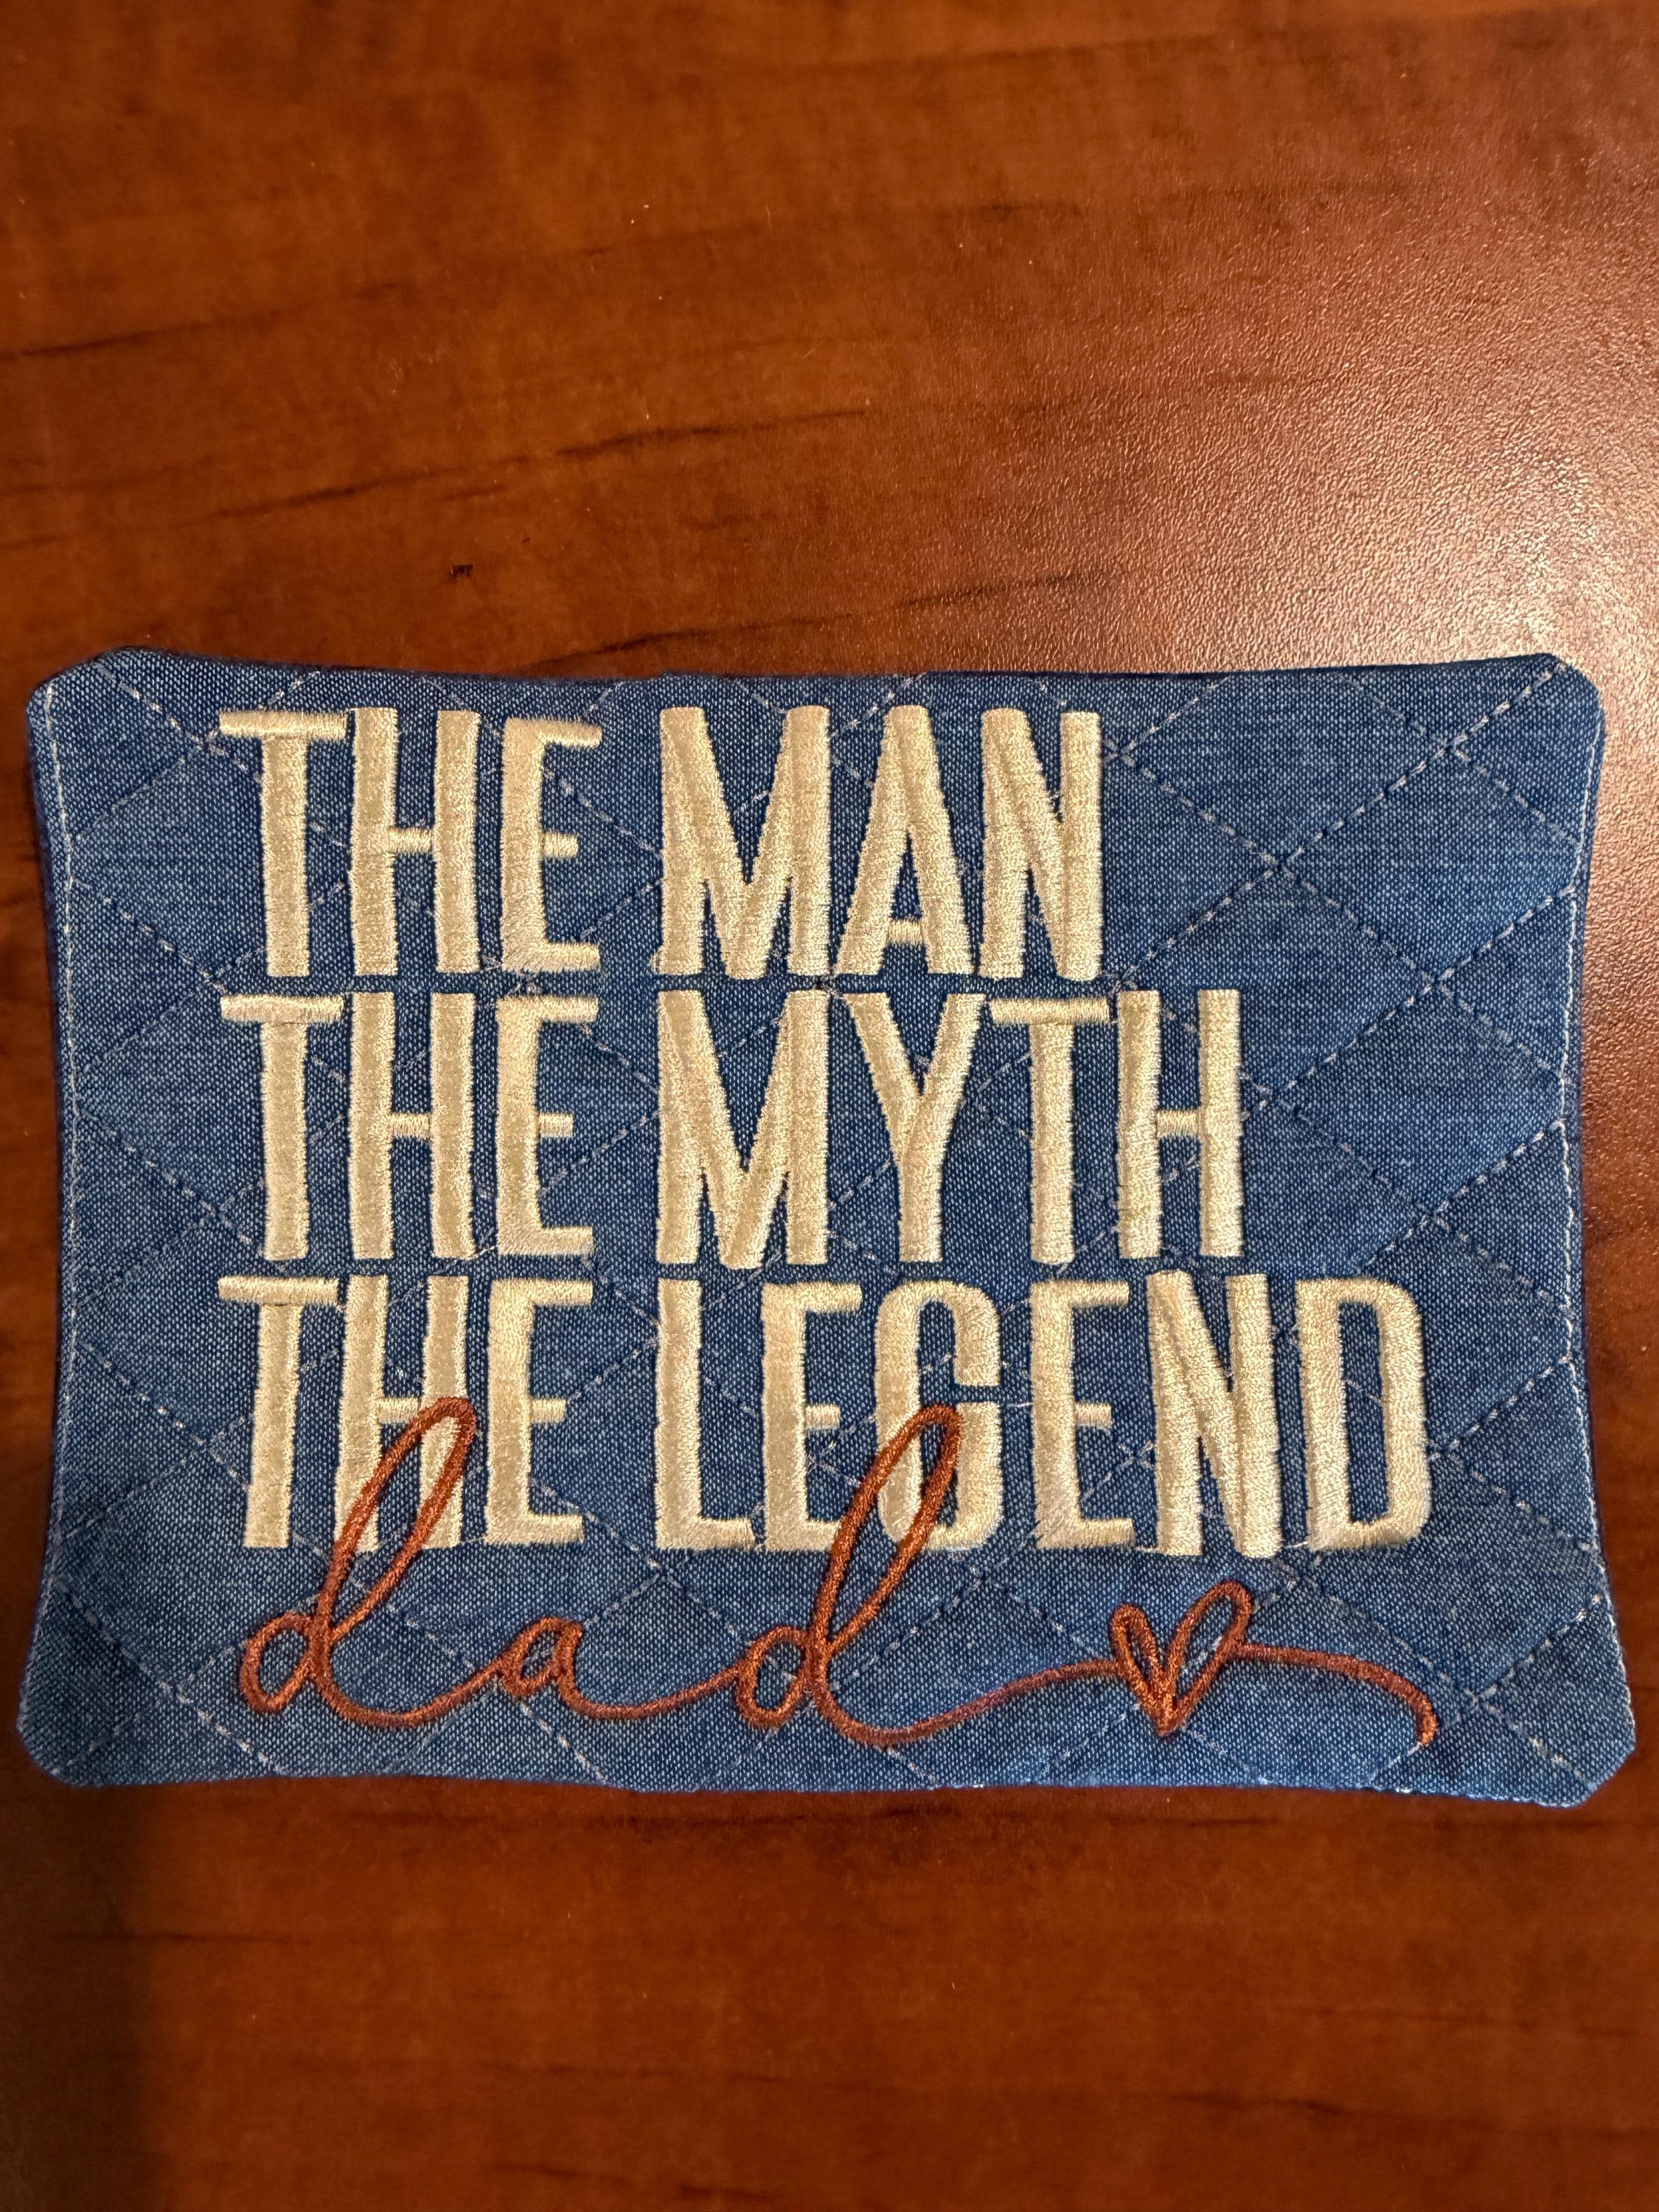 THE MAN
THE MYTH
THE LEGEND
dad